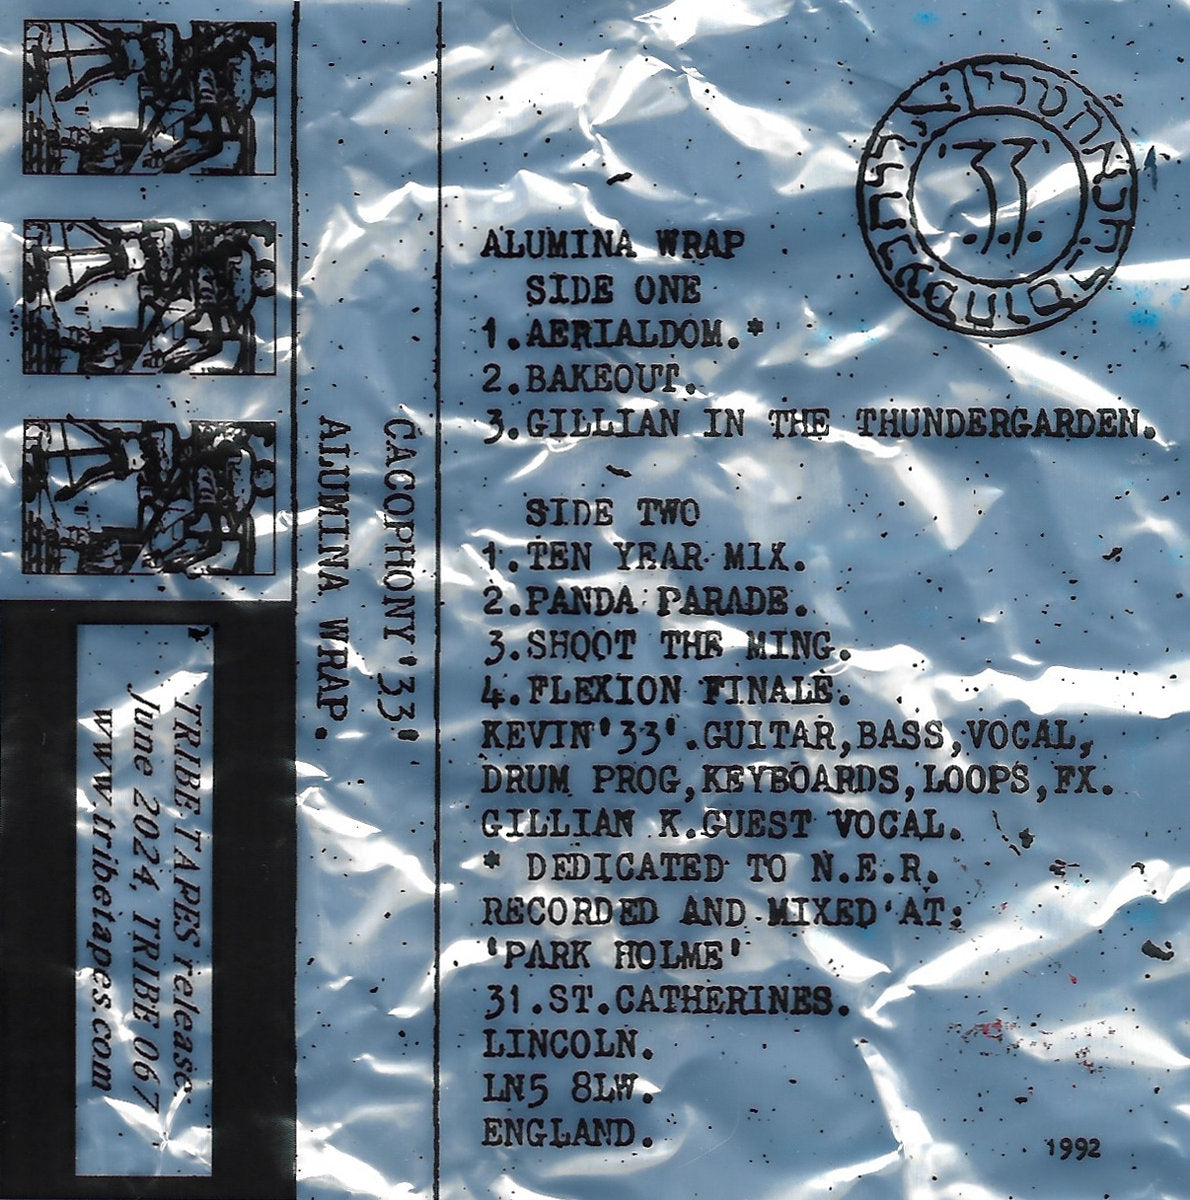 ALUMINA WRAP
SIDE ONE
1.AERIALDOM.*
2.BAKEOUT.
3.GILLIAN IN THE THUNDERGARDEN.
SIDE TWO
1.TEN YEAR MIX.
2.PANDA PARADE.
3.SHOOT THE MING.
4.FLEXION FINALE.
KEVIN'33'.GUITAR,BASS,VOCAL,
DRUM PROG,KEYBOARDS,LOOPS,FX.
GILLIAN K.GUEST VOCAL.
* DEDICATED TO N.E.R.
RECORDED AND MIXED AT:
'PARK HOLME'
31.ST.CATHERINES.
LINCOLN.
LN5 8LW.
ENGLAND.
1992
'33'
CACOPHONY'33'
ALUMINA WRAP.
TRIBE TAPES release
June 2024, TRIBE 067
www.tribetapes.com